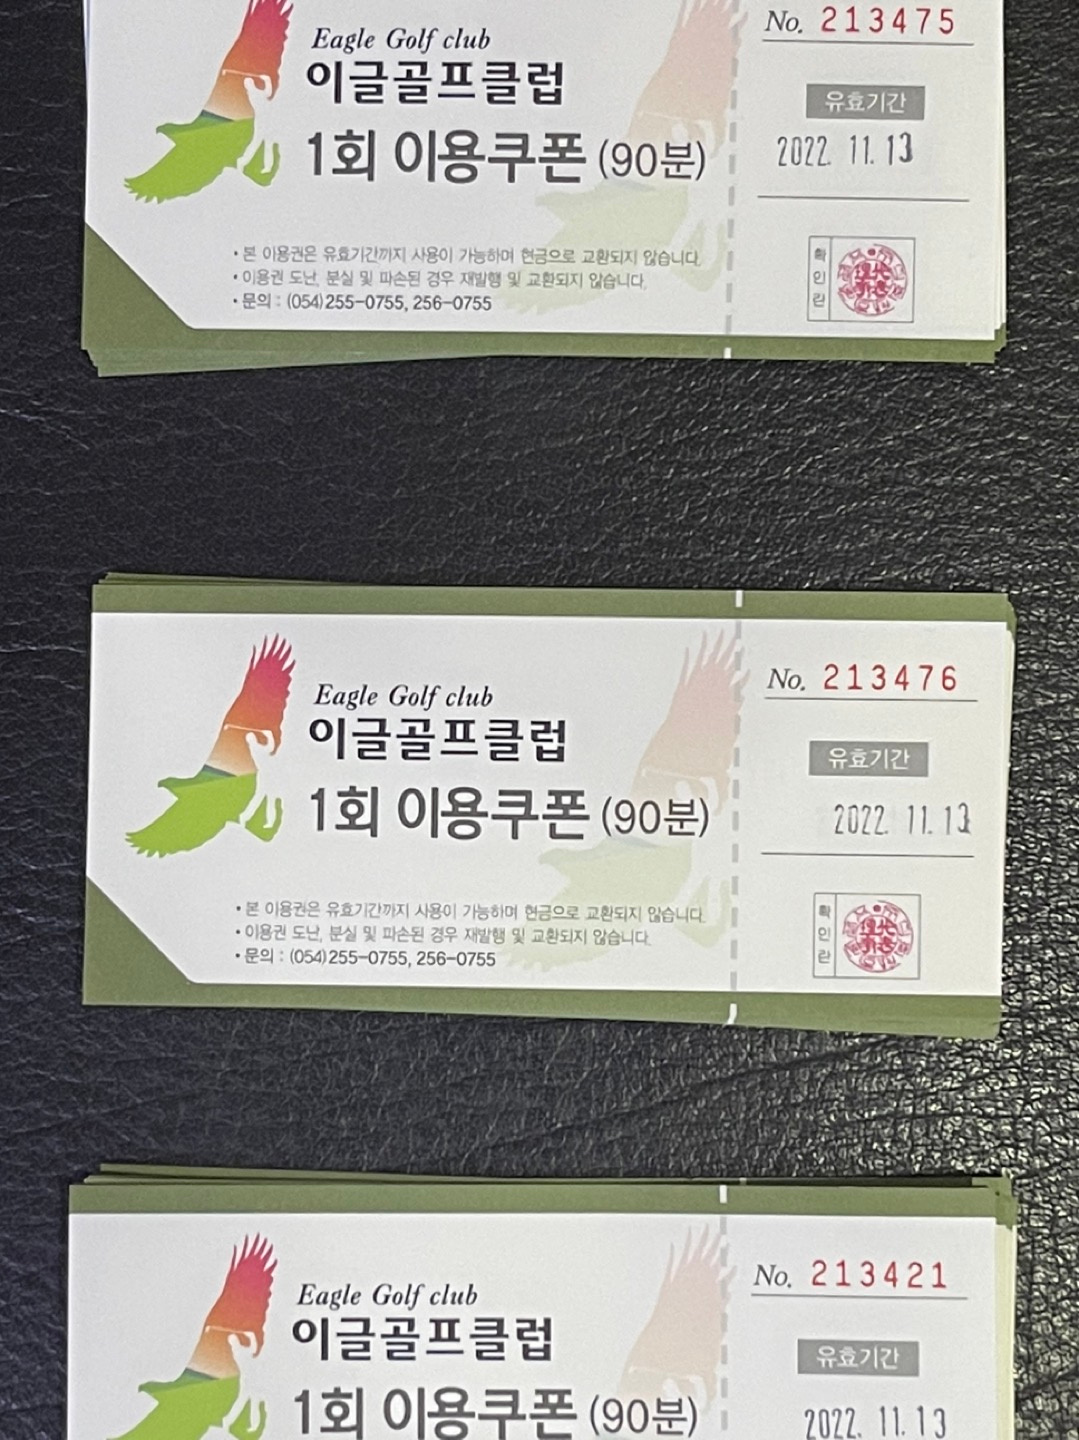 Eagle Golf club
이글골프클럽
1회 이용쿠폰 (90분)
• 본 이용권은 유효기간까지 사용이 가능하며 현금으로 교환되지 않습니다.
• 이용권 도난, 분실 및 파손된 경우 재발행 및 교환되지 않습니다.
• 문의 : (054)255-0755, 256-0755
No. 213475
유효기간
2022. 11. 13
확인란
Eagle Golf club
이글골프클럽
1회 이용쿠폰 (90분)
• 본 이용권은 유효기간까지 사용이 가능하며 현금으로 교환되지 않습니다.
• 이용권 도난, 분실 및 파손된 경우 재발행 및 교환되지 않습니다.
• 문의 : (054)255-0755, 256-0755
No. 213476
유효기간
2022. 11. 13
확인란
Eagle Golf club
이글골프클럽
1회 이용쿠폰 (90분)
No. 213421
유효기간
2022. 11. 13